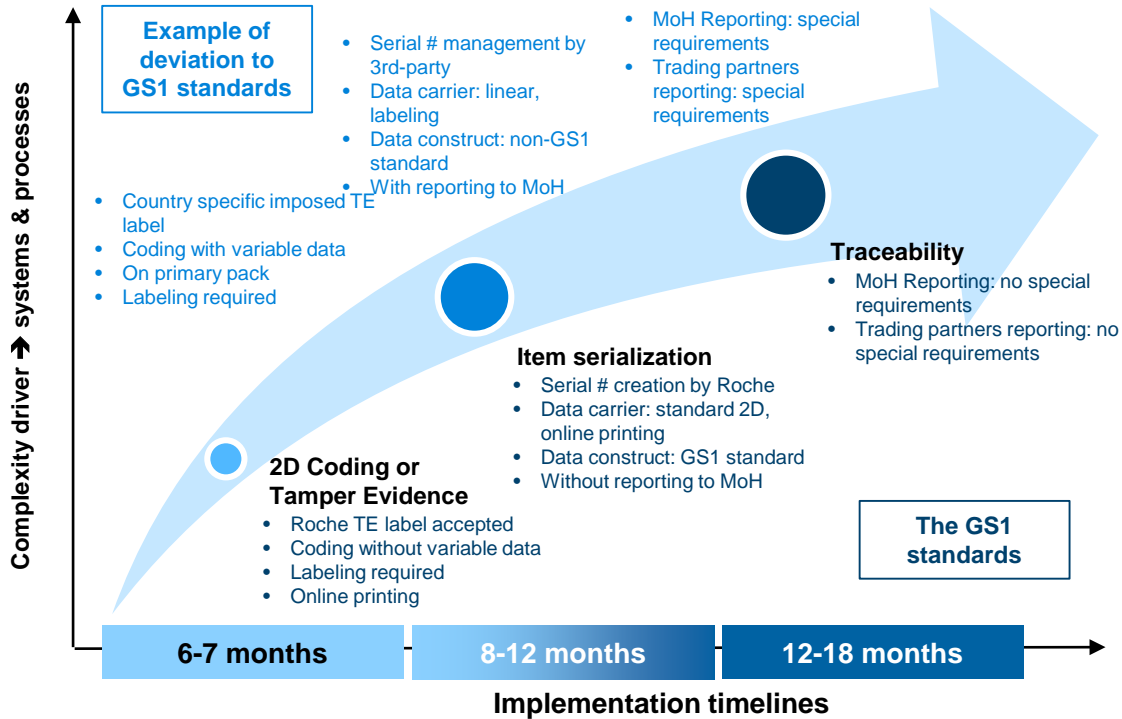 Example of
deviation to
GS1 standards
• Serial # management by
3rd-party
• Data carrier: linear,
labeling
• Data construct: non-GS1
standard
• With reporting to MoH
• MoH Reporting: special
requirements
• Trading partners
reporting: special
requirements
• Country specific imposed TE
label
• Coding with variable data
• On primary pack
• Labeling required
Traceability
• MoH Reporting: no special
requirements
• Trading partners reporting: no
special requirements
Item serialization
• Serial # creation by Roche
• Data carrier: standard 2D,
online printing
• Data construct: GS1 standard
• Without reporting to MoH
2D Coding or
Tamper Evidence
• Roche TE label accepted
• Coding without variable data
• Labeling required
• Online printing
The GS1
standards
Complexity driver ➔ systems & processes
6-7 months
8-12 months
12-18 months
Implementation timelines